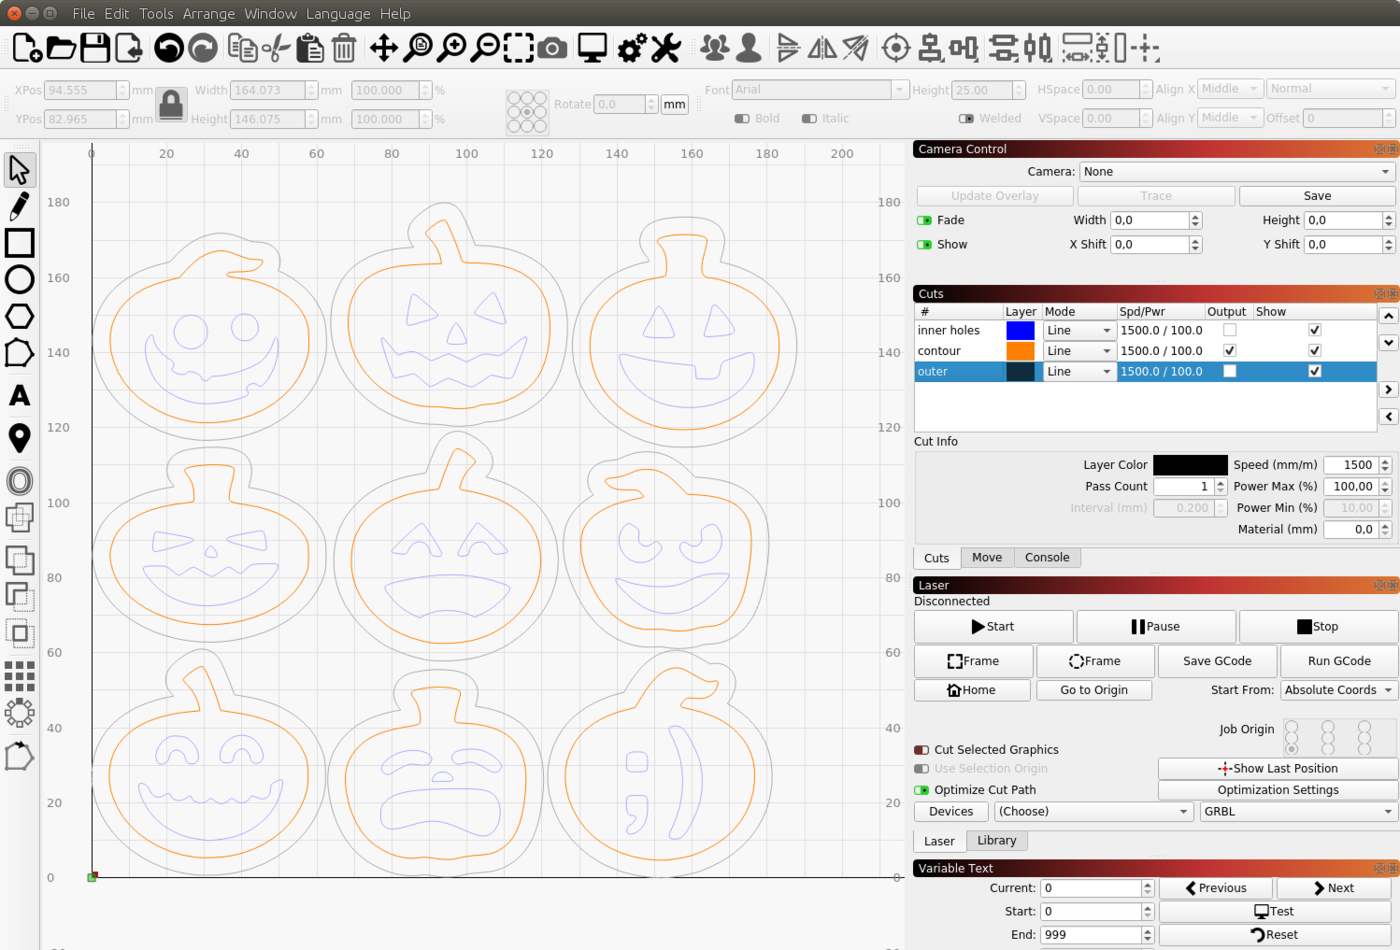 File Edit Tools Arrange Window Language Help
XPos 94.555 mm Width 164.073 mm 100.000 % Rotate 0,0 mm Font Arial Height 25.00 HSpace 0.00 Align X Middle Normal
YPos 82.965 mm Height 146.075 mm 100.000 % Bold Italic Welded VSpace 0.00 Align Y Middle Offset 0
0 20 40 60 80 100 120 140 160 180 200
180 180
160 160
140 140
120 120
100 100
80 80
60 60
40 40
20 20
0 0
Camera Control
Camera: None
Update Overlay Trace Save
Fade Width 0,0 Height 0,0
Show X Shift 0,0 Y Shift 0,0
Cuts
# Layer Mode Spd/Pwr Output Show
inner holes Line 1500.0 / 100.0
contour Line 1500.0 / 100.0
outer Line 1500.0 / 100.0
Cut Info
Layer Color Speed (mm/m) 1500
Pass Count 1 Power Max (%) 100,00
Interval (mm) 0.200 Power Min (%) 10,00
Material (mm) 0,0
Cuts Move Console
Laser
Disconnected
Start Pause Stop
Frame Frame Save GCode Run GCode
Home Go to Origin Start From: Absolute Coords
Job Origin
Cut Selected Graphics
Use Selection Origin Show Last Position
Optimize Cut Path Optimization Settings
Devices (Choose) GRBL
Laser Library
Variable Text
Current: 0 Previous Next
Start: 0 Test
End: 999 Reset